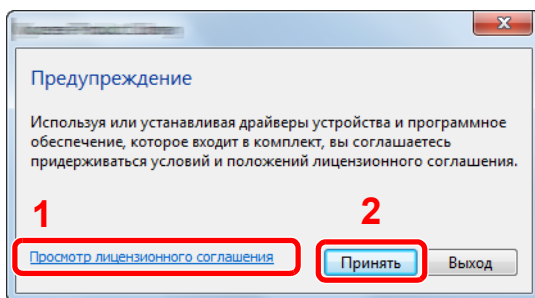 Предупреждение
Используя или устанавливая драйверы устройства и программное
обеспечение, которое входит в комплект, вы соглашаетесь
придерживаться условий и положений лицензионного соглашения.
1
2
Просмотр лицензионного соглашения
Принять
Выход